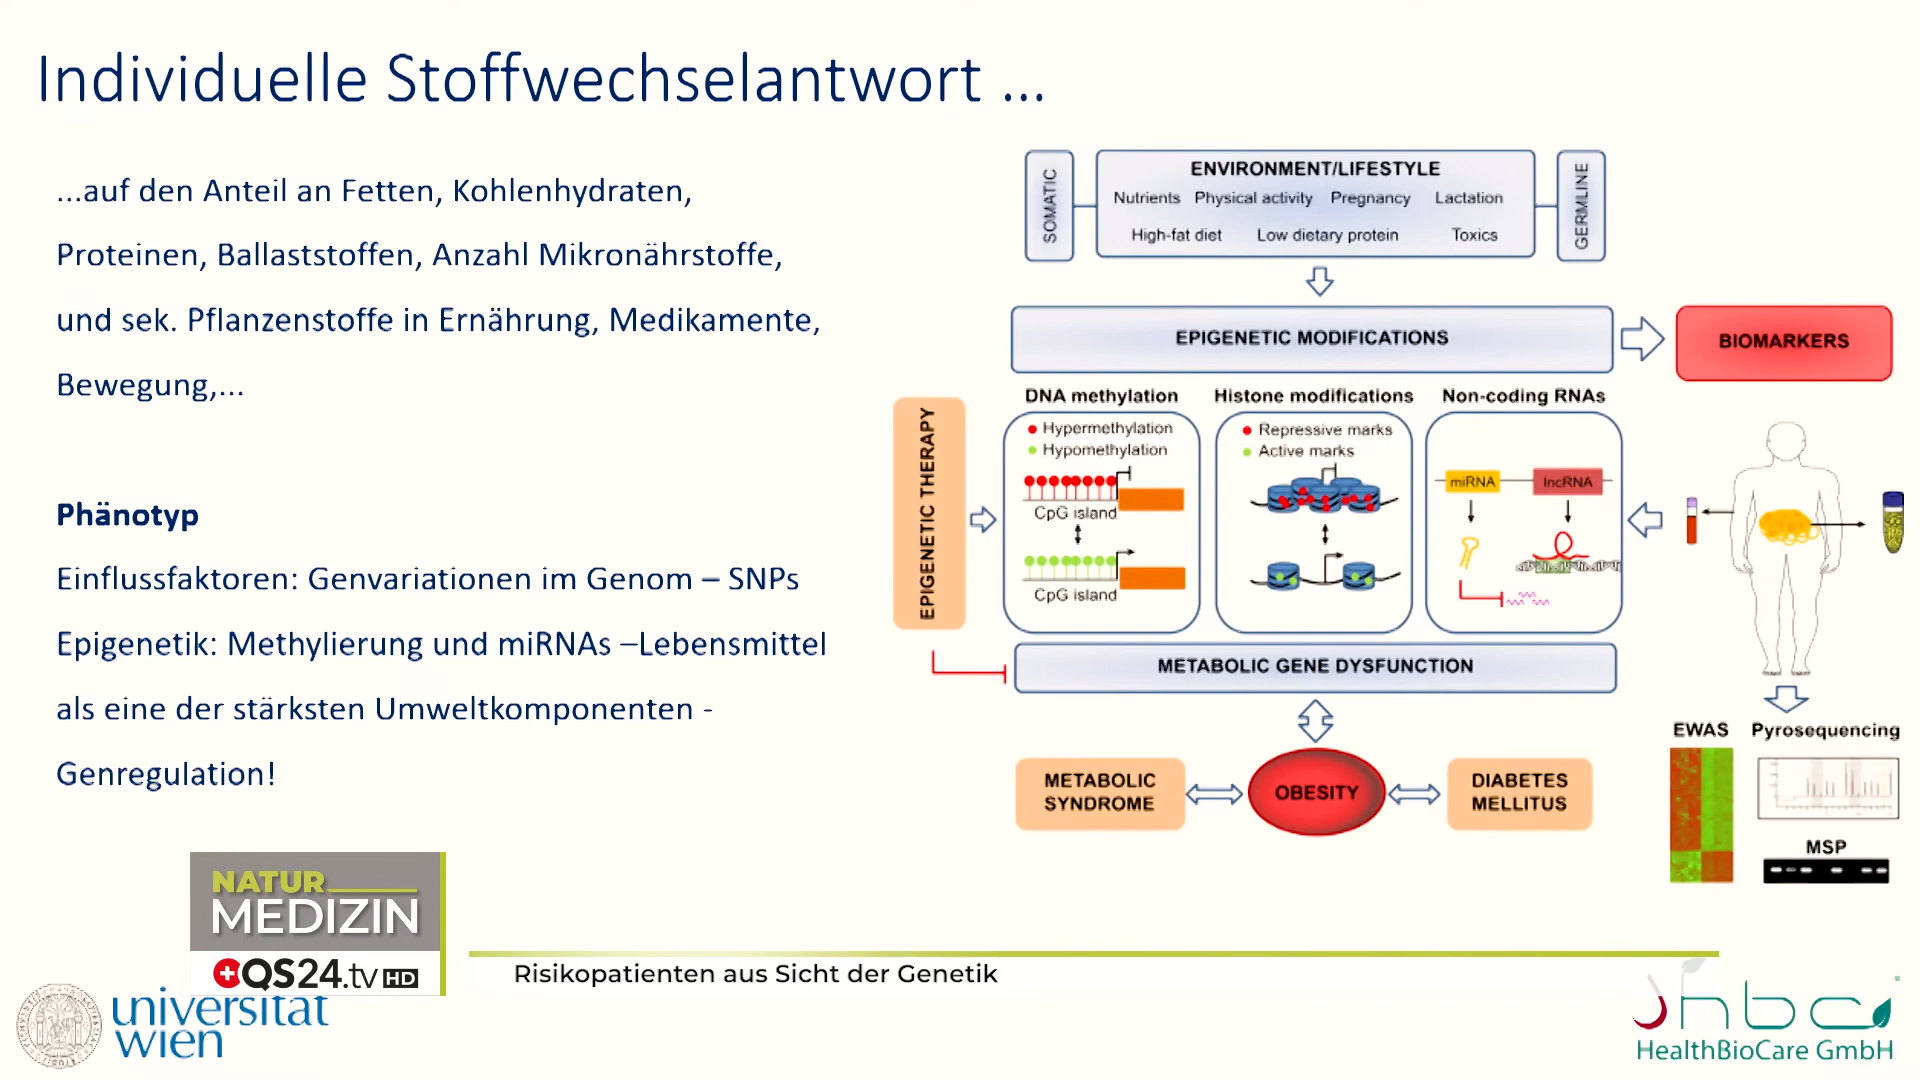 Individuelle Stoffwechselantwort ...
...auf den Anteil an Fetten, Kohlenhydraten,
Proteinen, Ballaststoffen, Anzahl Mikronährstoffe,
und sek. Pflanzenstoffe in Ernährung, Medikamente,
Bewegung,...
Phänotyp
Einflussfaktoren: Genvariationen im Genom – SNPs
Epigenetik: Methylierung und miRNAs –Lebensmittel
als eine der stärksten Umweltkomponenten -
Genregulation!
SOMATIC
ENVIRONMENT/LIFESTYLE
Nutrients Physical activity Pregnancy Lactation
High-fat diet Low dietary protein Toxics
GERMLINE
EPIGENETIC MODIFICATIONS
BIOMARKERS
EPIGENETIC THERAPY
DNA methylation
Hypermethylation
Hypomethylation
CpG island
CpG island
Histone modifications
Repressive marks
Active marks
Non-coding RNAs
miRNA lncRNA
METABOLIC GENE DYSFUNCTION
METABOLIC
SYNDROME
OBESITY
DIABETES
MELLITUS
EWAS
Pyrosequencing
MSP
NATUR
MEDIZIN
QS24.tv HD
Risikopatienten aus Sicht der Genetik
universität
wien
hbc
HealthBioCare GmbH